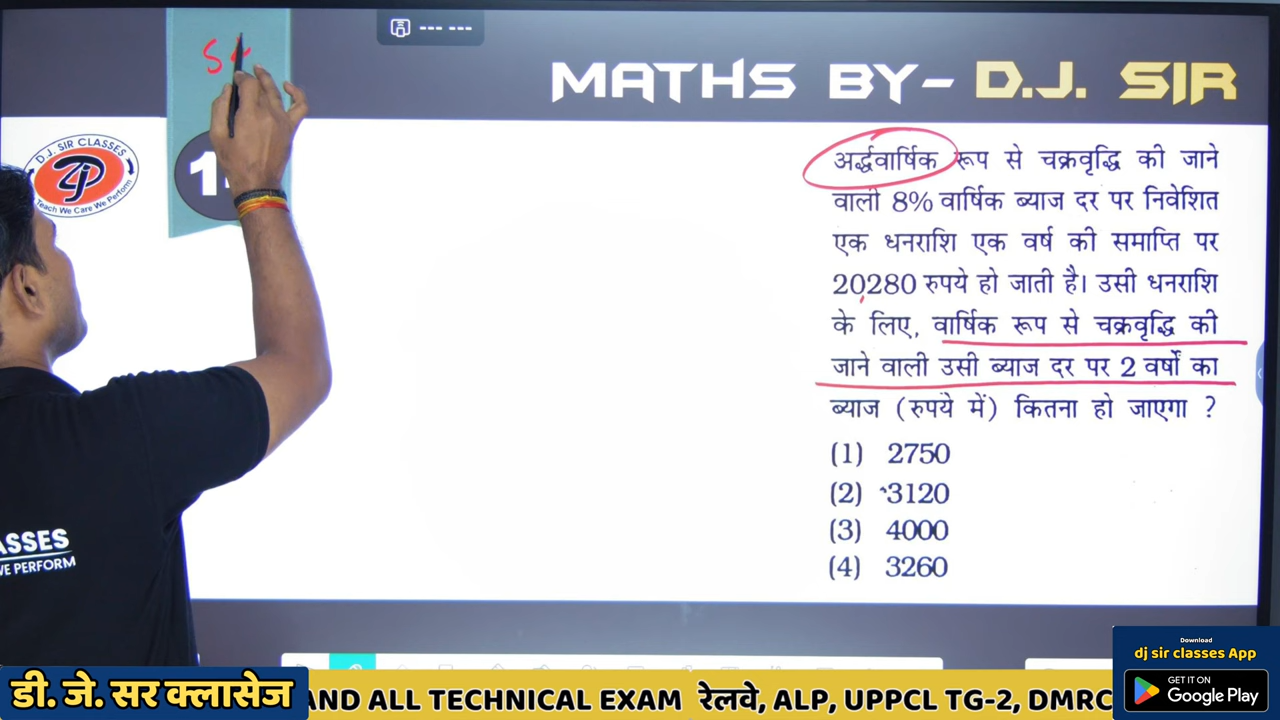 S
MATHS BY- D.J. SIR
D.J. SIR CLASSES
Teach We Care We Perform
अर्द्धवार्षिक रूप से चक्रवृद्धि की जाने
वाली 8% वार्षिक ब्याज दर पर निवेशित
एक धनराशि एक वर्ष की समाप्ति पर
20280 रुपये हो जाती है। उसी धनराशि
के लिए, वार्षिक रूप से चक्रवृद्धि की
जाने वाली उसी ब्याज दर पर 2 वर्षों का
ब्याज (रुपये में) कितना हो जाएगा ?
(1) 2750
(2) 3120
(3) 4000
(4) 3260
ASSES
WE PERFORM
डी. जे. सर क्लासेज
AND ALL TECHNICAL EXAM रेलवे, ALP, UPPCL TG-2, DMRC
Download
dj sir classes App
GET IT ON
Google Play